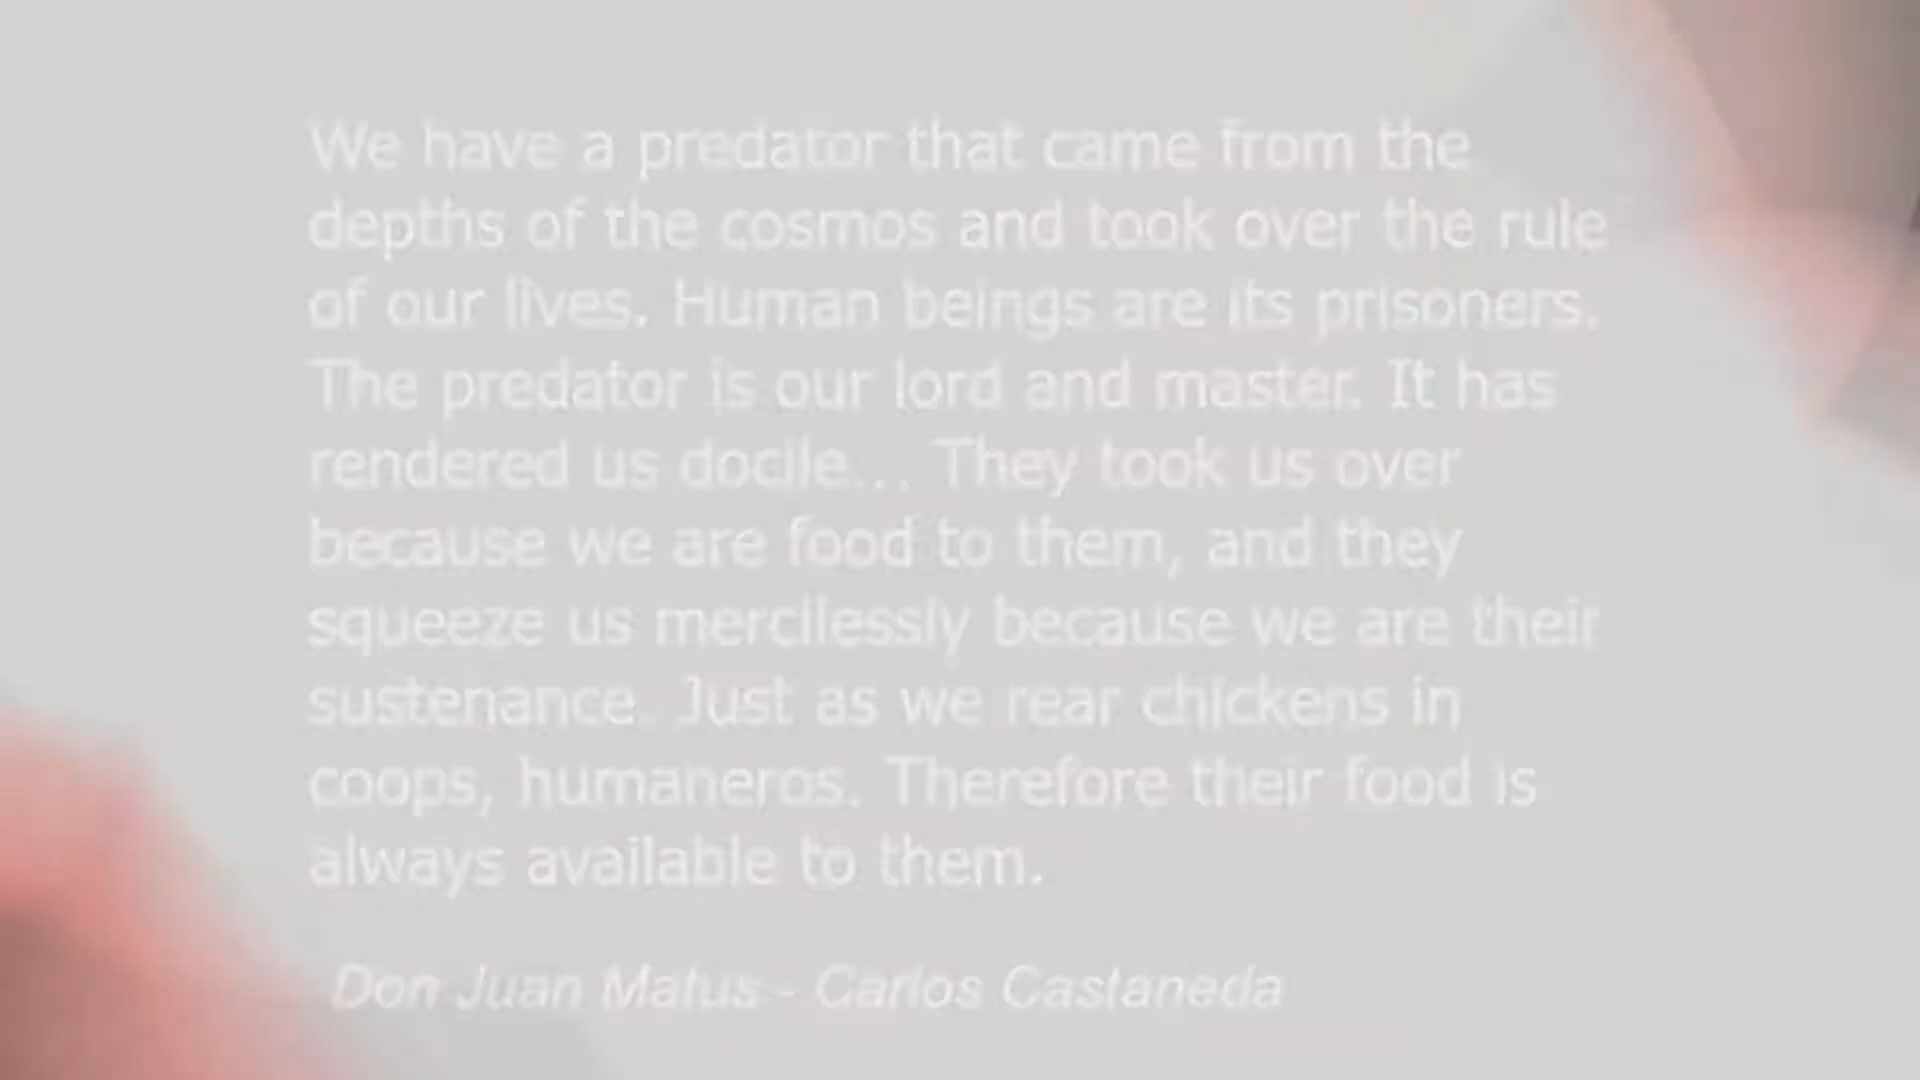 We have a predator that came from the
depths of the cosmos and took over the rule
of our lives. Human beings are its prisoners.
The predator is our lord and master. It has
rendered us docile... They took us over
because we are food to them, and they
squeeze us mercilessly because we are their
sustenance. Just as we rear chickens in
coops, humaneros. Therefore their food is
always available to them.
Don Juan Matus - Carlos Castaneda